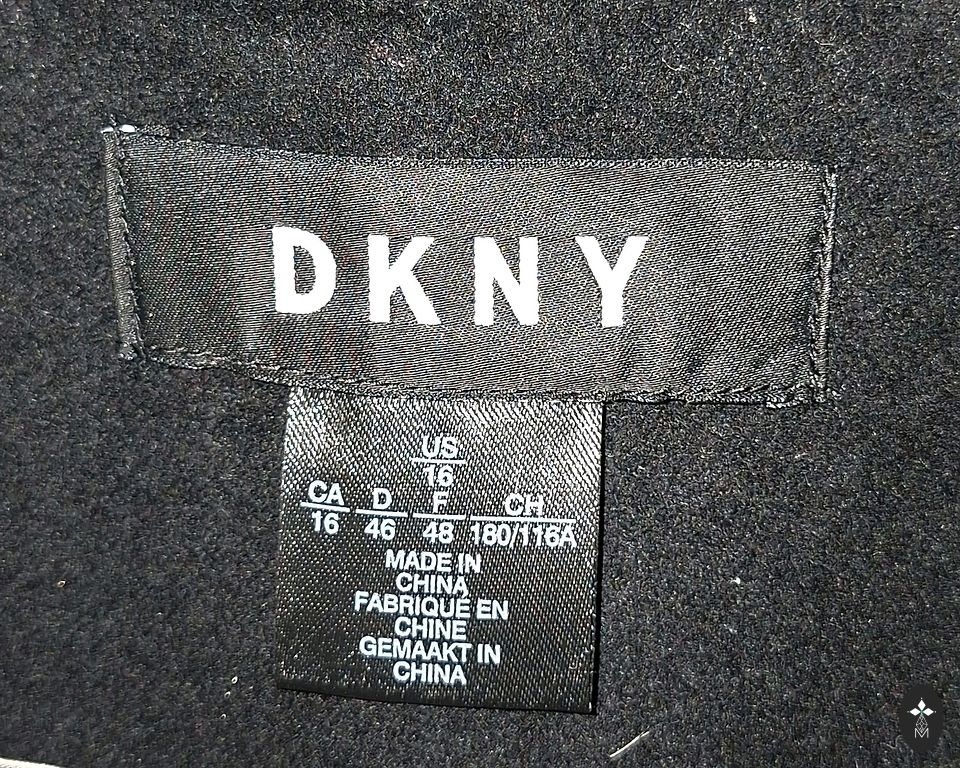 DKNY
US
16
CA D F CH
16 46 48 180/116A
MADE IN
CHINA
FABRIQUÉ EN
CHINE
GEMAAKT IN
CHINA
M